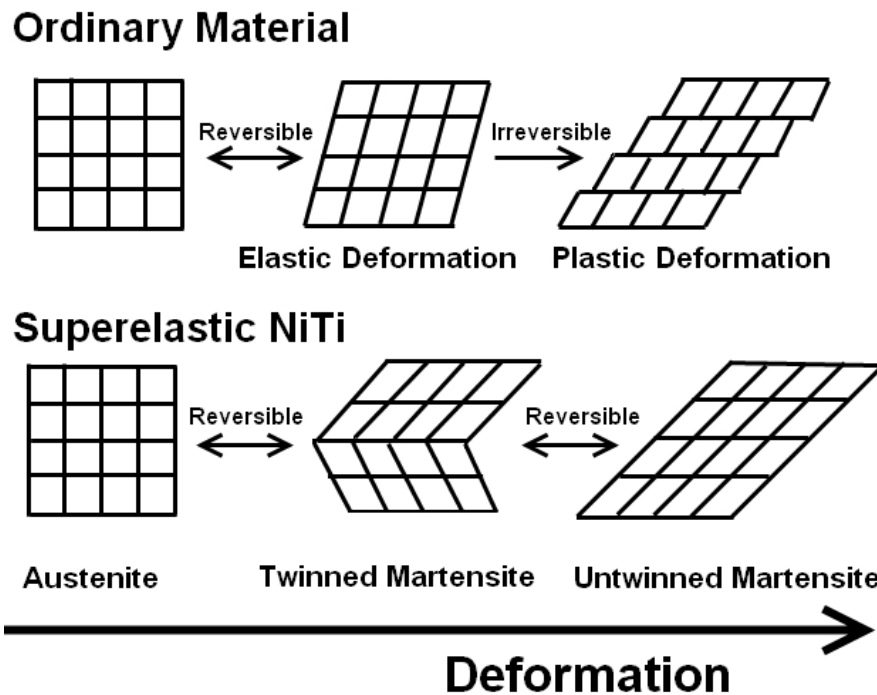 Ordinary Material
Reversible
Irreversible
Elastic Deformation
Plastic Deformation
Superelastic NiTi
Reversible
Reversible
Austenite
Twinned Martensite
Untwinned Martensite
Deformation